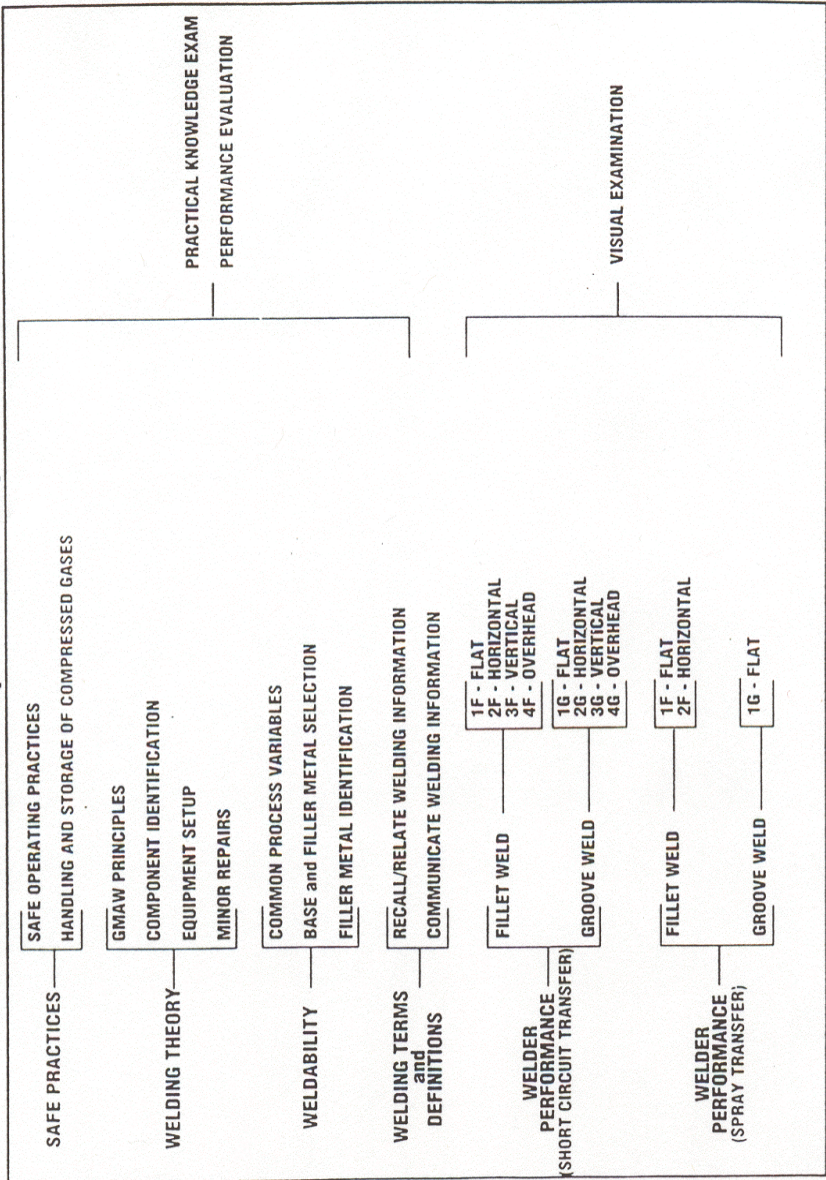 SAFE PRACTICES
SAFE OPERATING PRACTICES
HANDLING AND STORAGE OF COMPRESSED GASES
WELDING THEORY
GMAW PRINCIPLES
COMPONENT IDENTIFICATION
EQUIPMENT SETUP
MINOR REPAIRS
WELDABILITY
COMMON PROCESS VARIABLES
BASE and FILLER METAL SELECTION
FILLER METAL IDENTIFICATION
WELDING TERMS
and
DEFINITIONS
RECALL/RELATE WELDING INFORMATION
COMMUNICATE WELDING INFORMATION
PRACTICAL KNOWLEDGE EXAM
PERFORMANCE EVALUATION
WELDER
PERFORMANCE
(SHORT CIRCUIT TRANSFER)
FILLET WELD
1F - FLAT
2F - HORIZONTAL
3F - VERTICAL
4F - OVERHEAD
GROOVE WELD
1G - FLAT
2G - HORIZONTAL
3G - VERTICAL
4G - OVERHEAD
WELDER
PERFORMANCE
(SPRAY TRANSFER)
FILLET WELD
1F - FLAT
2F - HORIZONTAL
GROOVE WELD
1G - FLAT
VISUAL EXAMINATION